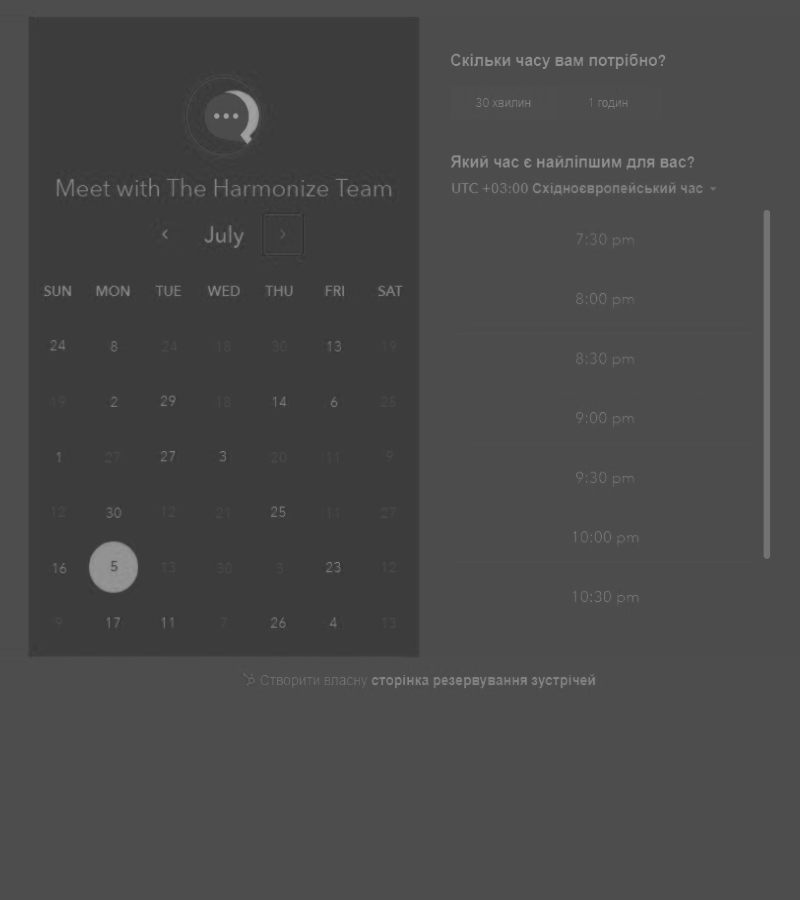 Meet with The Harmonize Team
July
SUN MON TUE WED THU FRI SAT
24 8 24 18 30 13 19
19 2 29 18 14 6 25
1 27 27 3 20 11 9
12 30 12 21 25 11 27
16 5 13 30 3 23 12
9 17 11 7 26 4 13
Скільки часу вам потрібно?
30 хвилин 1 годин
Який час є найліпшим для вас?
UTC +03:00 Східноєвропейський час
7:30 pm
8:00 pm
8:30 pm
9:00 pm
9:30 pm
10:00 pm
10:30 pm
Створити власну сторінка резервування зустрічей